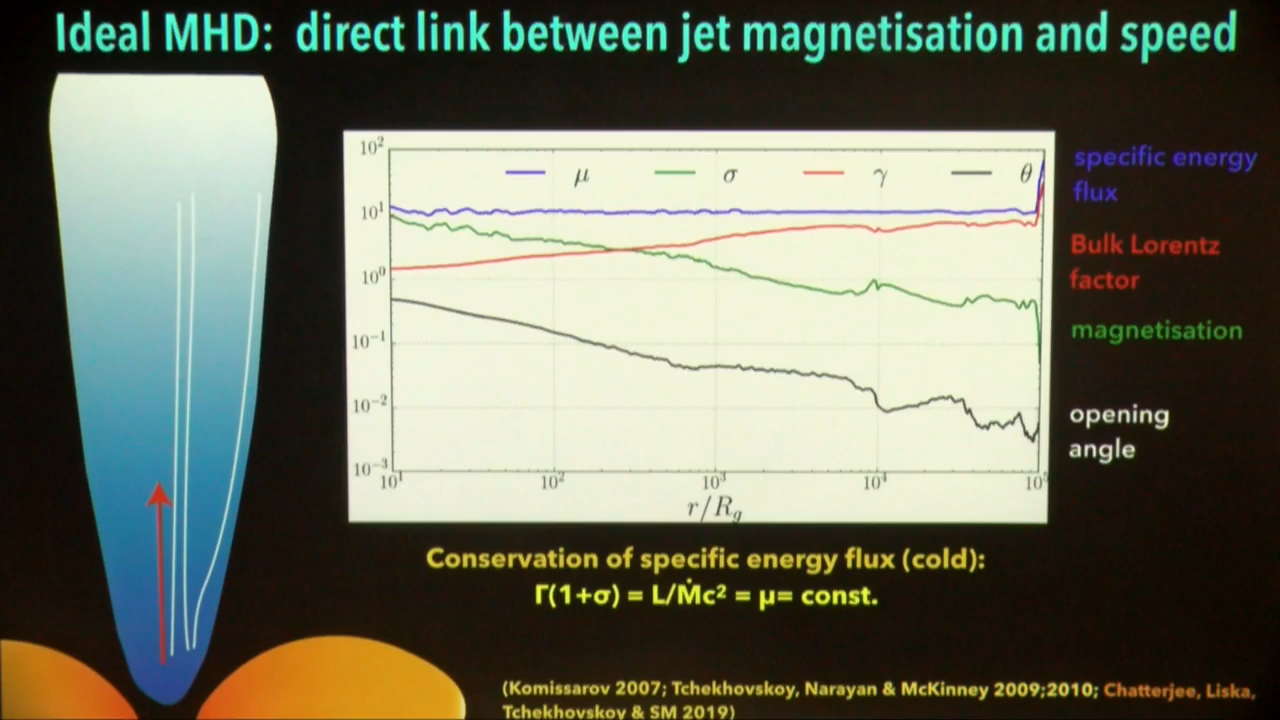 Ideal MHD: direct link between jet magnetisation and speed
10²
10¹
10⁰
10⁻¹
10⁻²
10⁻³
μ σ γ θ
10¹ 10² 10³ 10⁴ 10⁵
r/R_g
specific energy
flux
Bulk Lorentz
factor
magnetisation
opening
angle
Conservation of specific energy flux (cold):
Γ(1+σ) = L/Ṁc² = μ= const.
(Komissarov 2007; Tchekhovskoy, Narayan & McKinney 2009;2010; Chatterjee, Liska,
Tchekhovskoy & SM 2019)